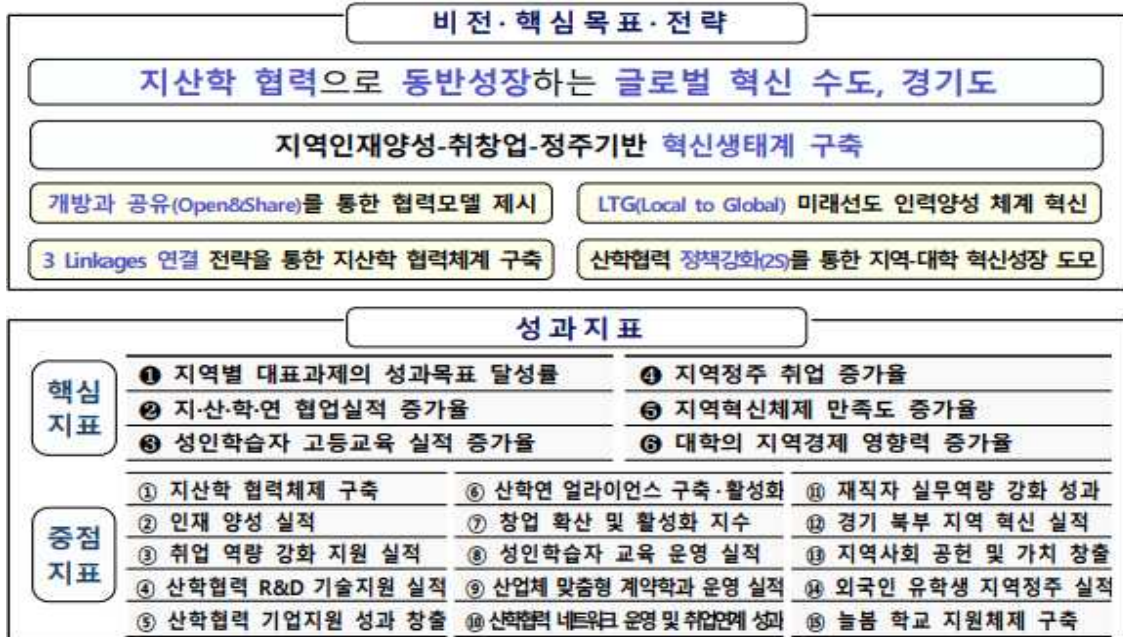 비전·핵심목표·전략
지산학 협력으로 동반성장하는 글로벌 혁신 수도, 경기도
지역인재양성-취창업-정주기반 혁신생태계 구축
개방과 공유(Open&Share)를 통한 협력모델 제시
LTG(Local to Global) 미래선도 인력양성 체계 혁신
3 Linkages 연결 전략을 통한 지산학 협력체계 구축
산학협력 정책강화(2S)를 통한 지역-대학 혁신성장 도모
성과지표
핵심
지표
❶ 지역별 대표과제의 성과목표 달성률
❷ 지·산·학·연 협업실적 증가율
❸ 성인학습자 고등교육 실적 증가율
❹ 지역정주 취업 증가율
❺ 지역혁신체제 만족도 증가율
❻ 대학의 지역경제 영향력 증가율
중점
지표
① 지산학 협력체제 구축
② 인재 양성 실적
③ 취업 역량 강화 지원 실적
④ 산학협력 R&D 기술지원 실적
⑤ 산학협력 기업지원 성과 창출
⑥ 산학연 얼라이언스 구축·활성화
⑦ 창업 확산 및 활성화 지수
⑧ 성인학습자 교육 운영 실적
⑨ 산업체 맞춤형 계약학과 운영 실적
⑩ 산학협력 네트워크 운영 및 취업연계 성과
⑪ 재직자 실무역량 강화 성과
⑫ 경기 북부 지역 혁신 실적
⑬ 지역사회 공헌 및 가치 창출
⑭ 외국인 유학생 지역정주 실적
⑮ 늘봄 학교 지원체제 구축